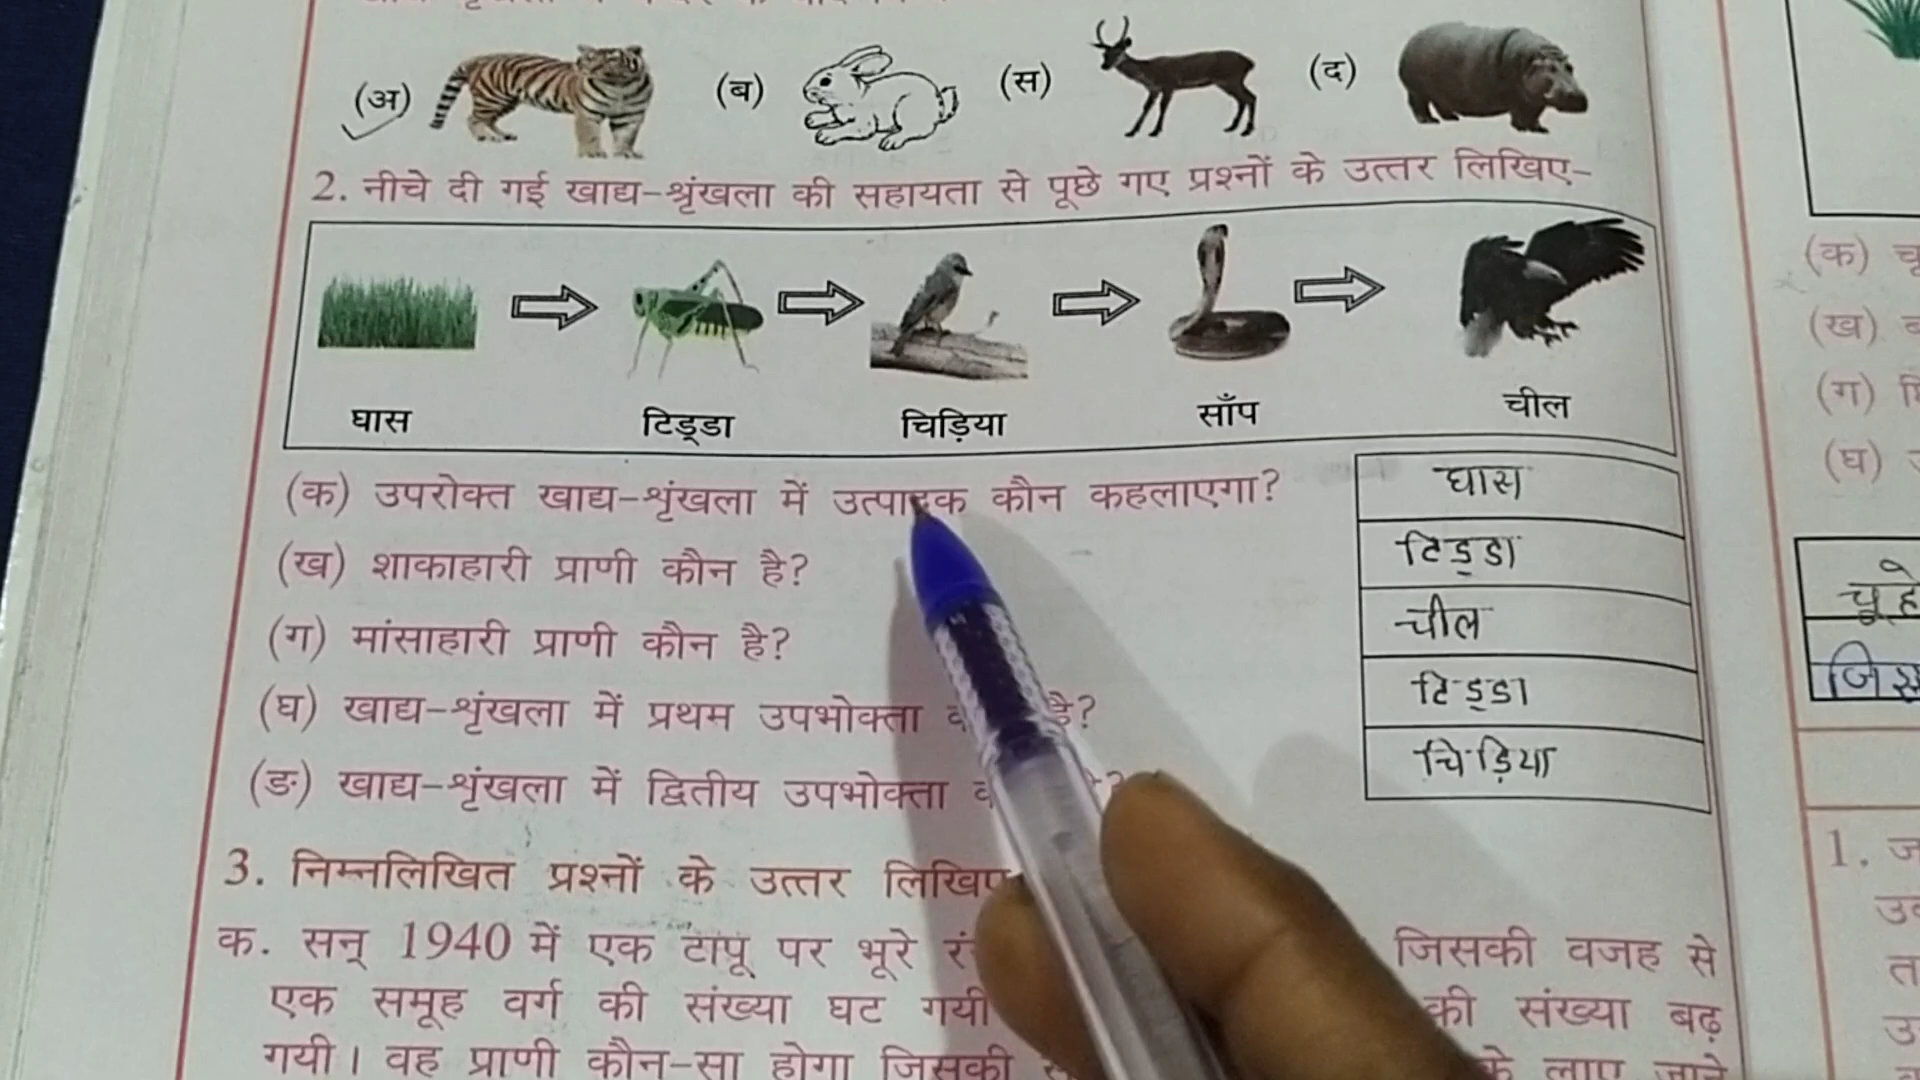 (अ) (ब) (स) (द)
2. नीचे दी गई खाद्य-श्रृंखला की सहायता से पूछे गए प्रश्नों के उत्तर लिखिए-
घास टिड्डा चिड़िया साँप चील
(क) उपरोक्त खाद्य-श्रृंखला में उत्पादक कौन कहलाएगा? घास
(ख) शाकाहारी प्राणी कौन है? टिड्डा
(ग) मांसाहारी प्राणी कौन है? चील
(घ) खाद्य-श्रृंखला में प्रथम उपभोक्ता है? टिड्डा
(ङ) खाद्य-श्रृंखला में द्वितीय उपभोक्ता चिड़िया
3. निम्नलिखित प्रश्नों के उत्तर लिखिए
क. सन् 1940 में एक टापू पर भूरे जिसकी वजह से
एक समूह वर्ग की संख्या घट गयी की संख्या बढ़
गयी। वह प्राणी कौन-सा होगा जिसकी के लाए जाने
(क)
(ख)
(ग)
(घ)
चूहे
1.